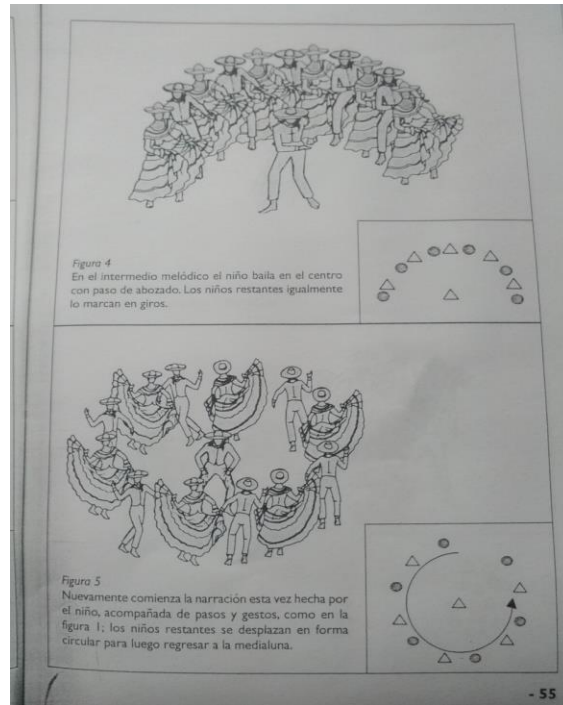 Figura 4
En el intermedio melódico el niño baila en el centro
con paso de abozado. Los niños restantes igualmente
lo marcan en giros.
Figura 5
Nuevamente comienza la narración esta vez hecha por
el niño, acompañada de pasos y gestos, como en la
figura 1; los niños restantes se desplazan en forma
circular para luego regresar a la medialuna.
- 55